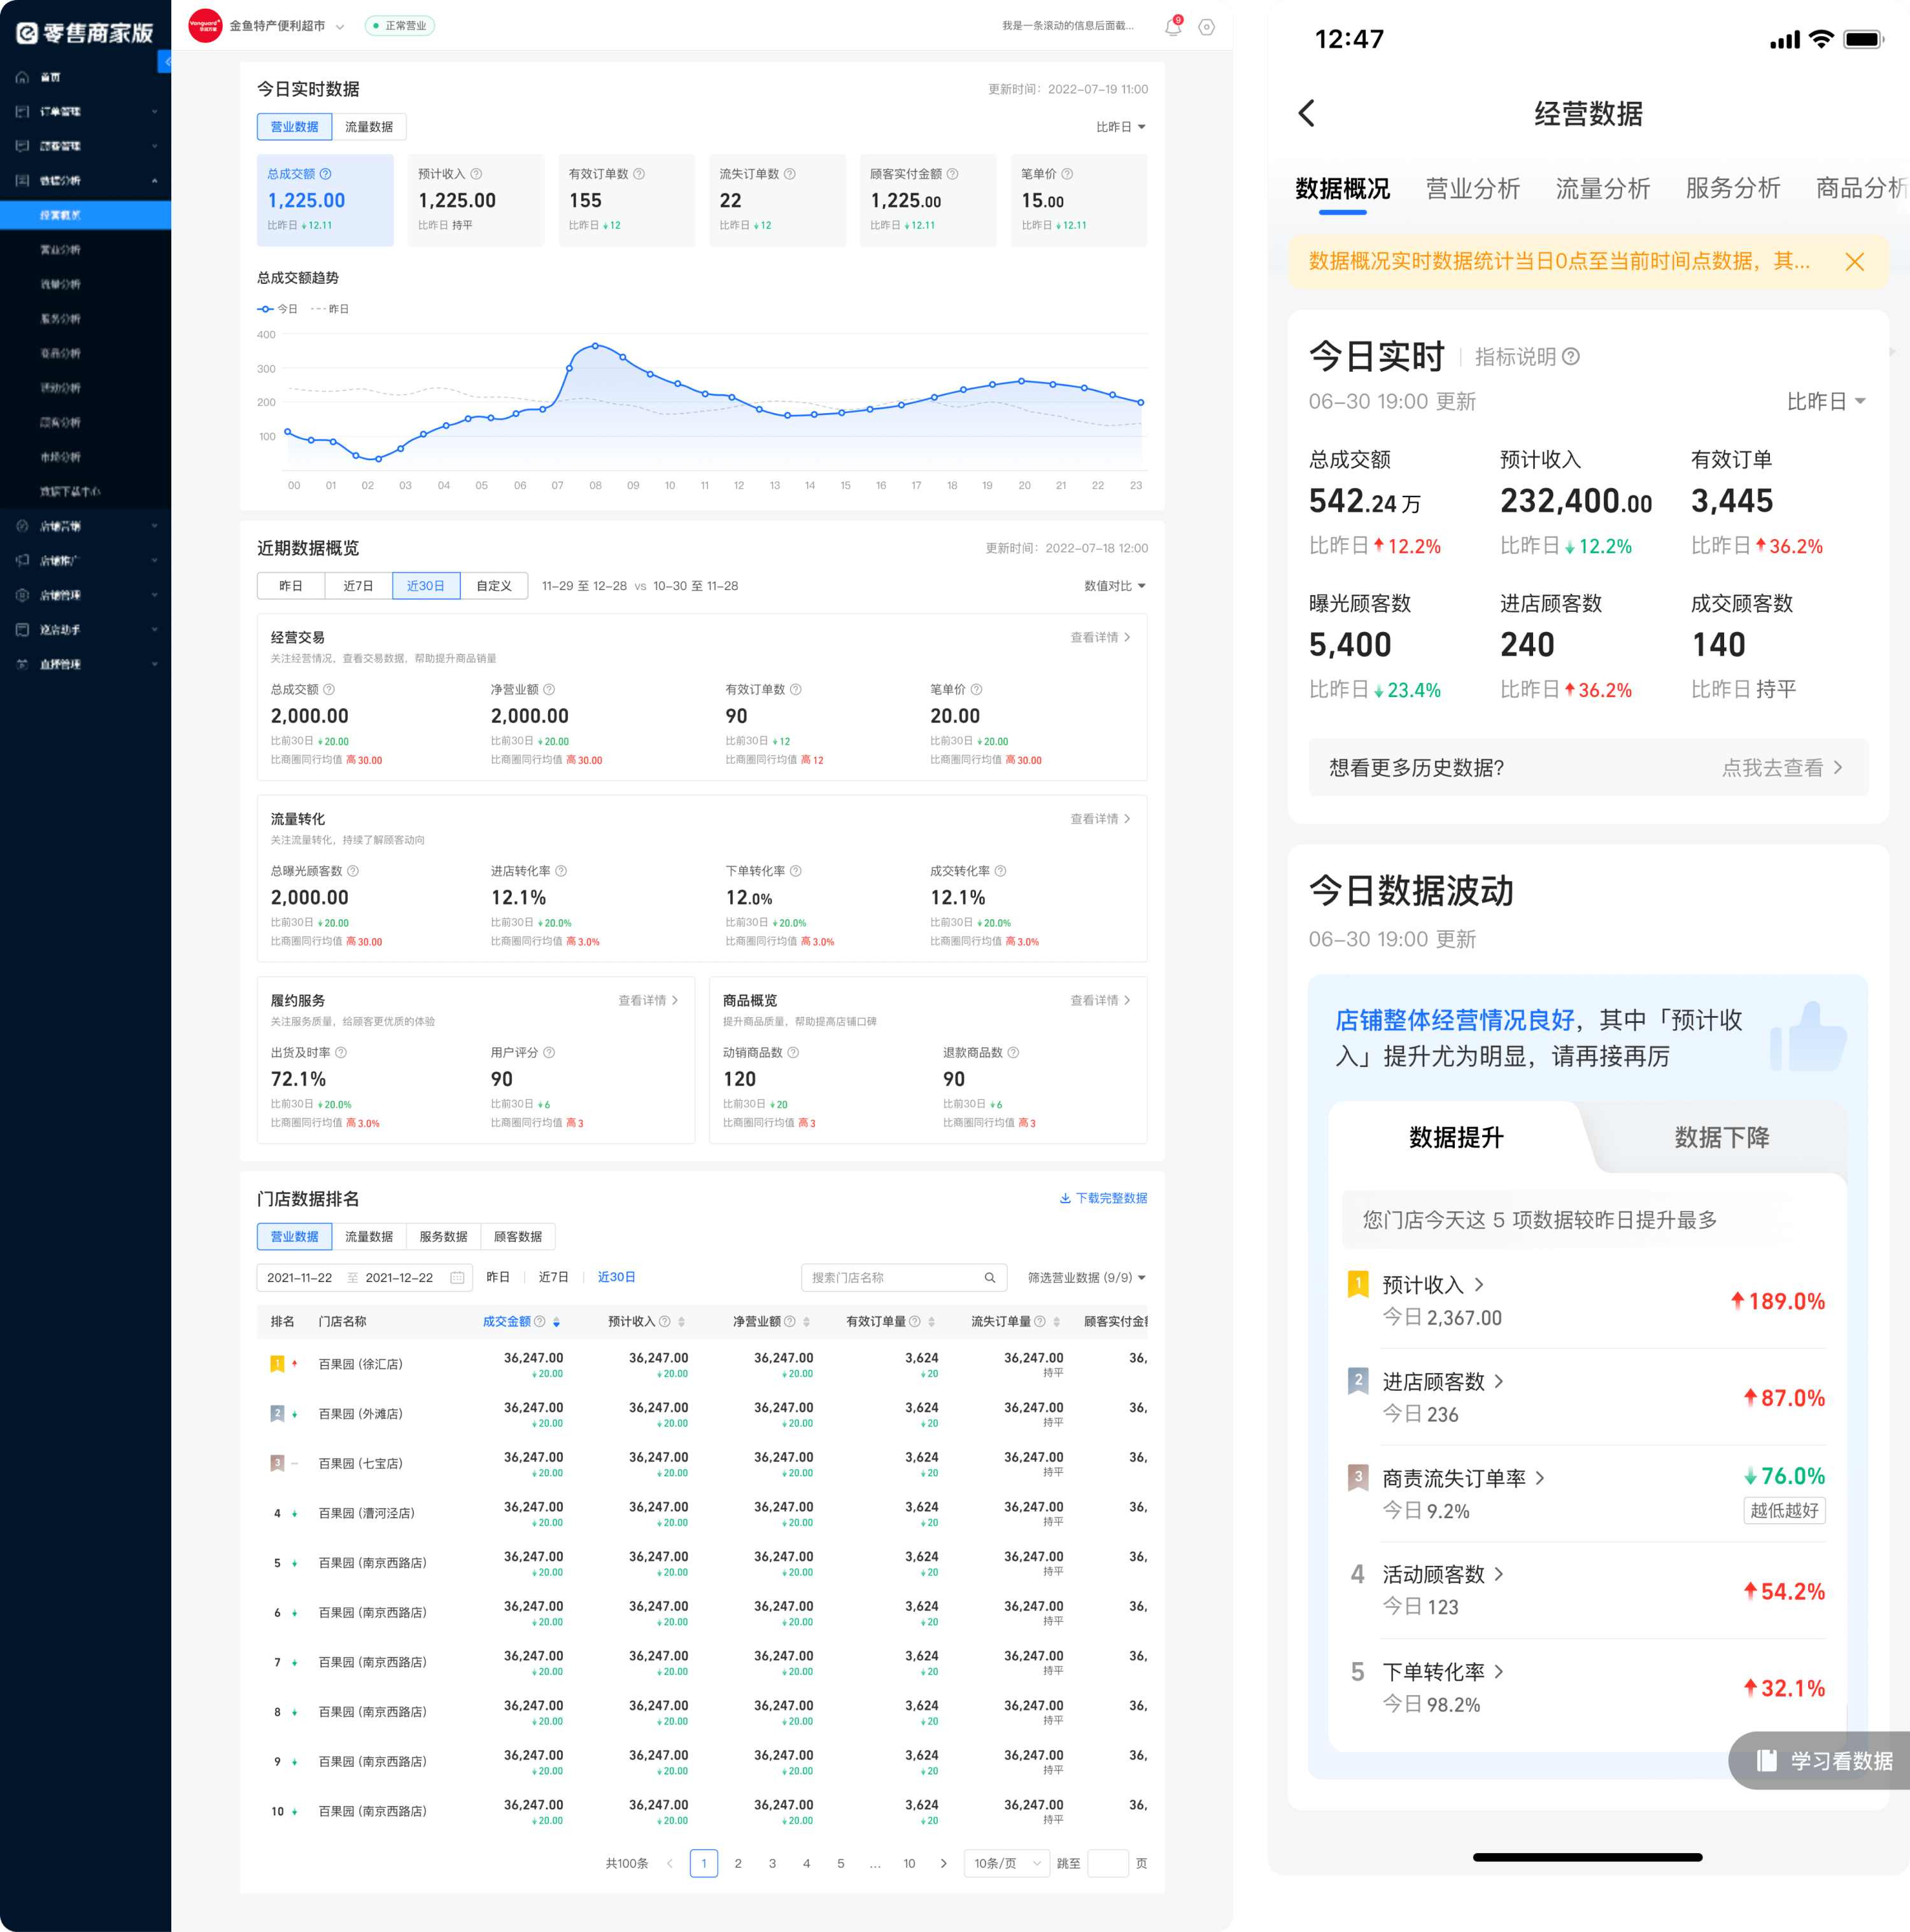 零售商家版
首页
订单管理
顾客管理
数据分析
经营概览
营业分析
流量分析
服务分析
商品分析
活动分析
顾客分析
市场分析
数据下载中心
店铺营销
店铺推广
店铺管理
逛店助手
直播管理
Vanguard
金鱼特产便利超市
正常营业
我是一条滚动的信息后面截...
9
今日实时数据
更新时间：2022-07-19 11:00
营业数据 流量数据
比昨日
总成交额 预计收入 有效订单数 流失订单数 顾客实付金额 笔单价
1,225.00 1,225.00 155 22 1,225.00 15.00
比昨日 12.11 比昨日 持平 比昨日 12 比昨日 12 比昨日 12.11 比昨日 12.11
总成交额趋势
今日 昨日
400
300
200
100
00 01 02 03 04 05 06 07 08 09 10 11 12 13 14 15 16 17 18 19 20 21 22 23
近期数据概览
更新时间：2022-07-18 12:00
昨日 近7日 近30日 自定义 11-29 至 12-28 vs 10-30 至 11-28
数值对比
经营交易
查看详情
关注经营情况，查看交易数据，帮助提升商品销量
总成交额 净营业额 有效订单数 笔单价
2,000.00 2,000.00 90 20.00
比前30日 20.00 比前30日 20.00 比前30日 12 比前30日 20.00
比商圈同行均值 高 30.00 比商圈同行均值 高 30.00 比商圈同行均值 高 12 比商圈同行均值 高 30.00
流量转化
查看详情
关注流量转化，持续了解顾客动向
总曝光顾客数 进店转化率 下单转化率 成交转化率
2,000.00 12.1% 12.0% 12.1%
比前30日 20.00 比前30日 20.0% 比前30日 20.0% 比前30日 20.0%
比商圈同行均值 高 30.00 比商圈同行均值 高 3.0% 比商圈同行均值 高 3.0% 比商圈同行均值 高 3.0%
履约服务
查看详情
关注服务质量，给顾客更优质的体验
出货及时率 用户评分
72.1% 90
比前30日 20.0% 比前30日 6
比商圈同行均值 高 3.0% 比商圈同行均值 高 3
商品概览
查看详情
提升商品质量，帮助提高店铺口碑
动销商品数 退款商品数
120 90
比前30日 20 比前30日 6
比商圈同行均值 高 3 比商圈同行均值 高 3
门店数据排名
下载完整数据
营业数据 流量数据 服务数据 顾客数据
2021-11-22 至 2021-12-22 昨日 近7日 近30日
搜索门店名称
筛选营业数据 (9/9)
排名 门店名称 成交金额 预计收入 净营业额 有效订单量 流失订单量 顾客实付金
1 百果园 (徐汇店) 36,247.00 36,247.00 36,247.00 3,624 36,247.00 36,
20.00 20.00 20.00 20 持平
2 百果园 (外滩店) 36,247.00 36,247.00 36,247.00 3,624 36,247.00 36,
20.00 20.00 20.00 20 持平
3 百果园 (七宝店) 36,247.00 36,247.00 36,247.00 3,624 36,247.00 36,
20.00 20.00 20.00 20 持平
4 百果园 (漕河泾店) 36,247.00 36,247.00 36,247.00 3,624 36,247.00 36,
20.00 20.00 20.00 20 持平
5 百果园 (南京西路店) 36,247.00 36,247.00 36,247.00 3,624 36,247.00 36,
20.00 20.00 20.00 20 持平
6 百果园 (南京西路店) 36,247.00 36,247.00 36,247.00 3,624 36,247.00 36,
20.00 20.00 20.00 20 持平
7 百果园 (南京西路店) 36,247.00 36,247.00 36,247.00 3,624 36,247.00 36,
20.00 20.00 20.00 20 持平
8 百果园 (南京西路店) 36,247.00 36,247.00 36,247.00 3,624 36,247.00 36,
20.00 20.00 20.00 20 持平
9 百果园 (南京西路店) 36,247.00 36,247.00 36,247.00 3,624 36,247.00 36,
20.00 20.00 20.00 20 持平
10 百果园 (南京西路店) 36,247.00 36,247.00 36,247.00 3,624 36,247.00 36,
20.00 20.00 20.00 20 持平
共100条 1 2 3 4 5 … 10 10条/页 跳至 页
12:47
经营数据
数据概况 营业分析 流量分析 服务分析 商品分析
数据概况实时数据统计当日0点至当前时间点数据，其...
今日实时 指标说明
06-30 19:00 更新
比昨日
总成交额 预计收入 有效订单
542.24 万 232,400.00 3,445
比昨日 12.2% 比昨日 12.2% 比昨日 36.2%
曝光顾客数 进店顾客数 成交顾客数
5,400 240 140
比昨日 23.4% 比昨日 36.2% 比昨日 持平
想看更多历史数据?
点我去查看
今日数据波动
06-30 19:00 更新
店铺整体经营情况良好，其中「预计收
入」提升尤为明显，请再接再厉
数据提升 数据下降
您门店今天这 5 项数据较昨日提升最多
1 预计收入
今日 2,367.00
189.0%
2 进店顾客数
今日 236
87.0%
3 商责流失订单率
今日 9.2%
76.0%
越低越好
4 活动顾客数
今日 123
54.2%
5 下单转化率
今日 98.2%
32.1%
学习看数据